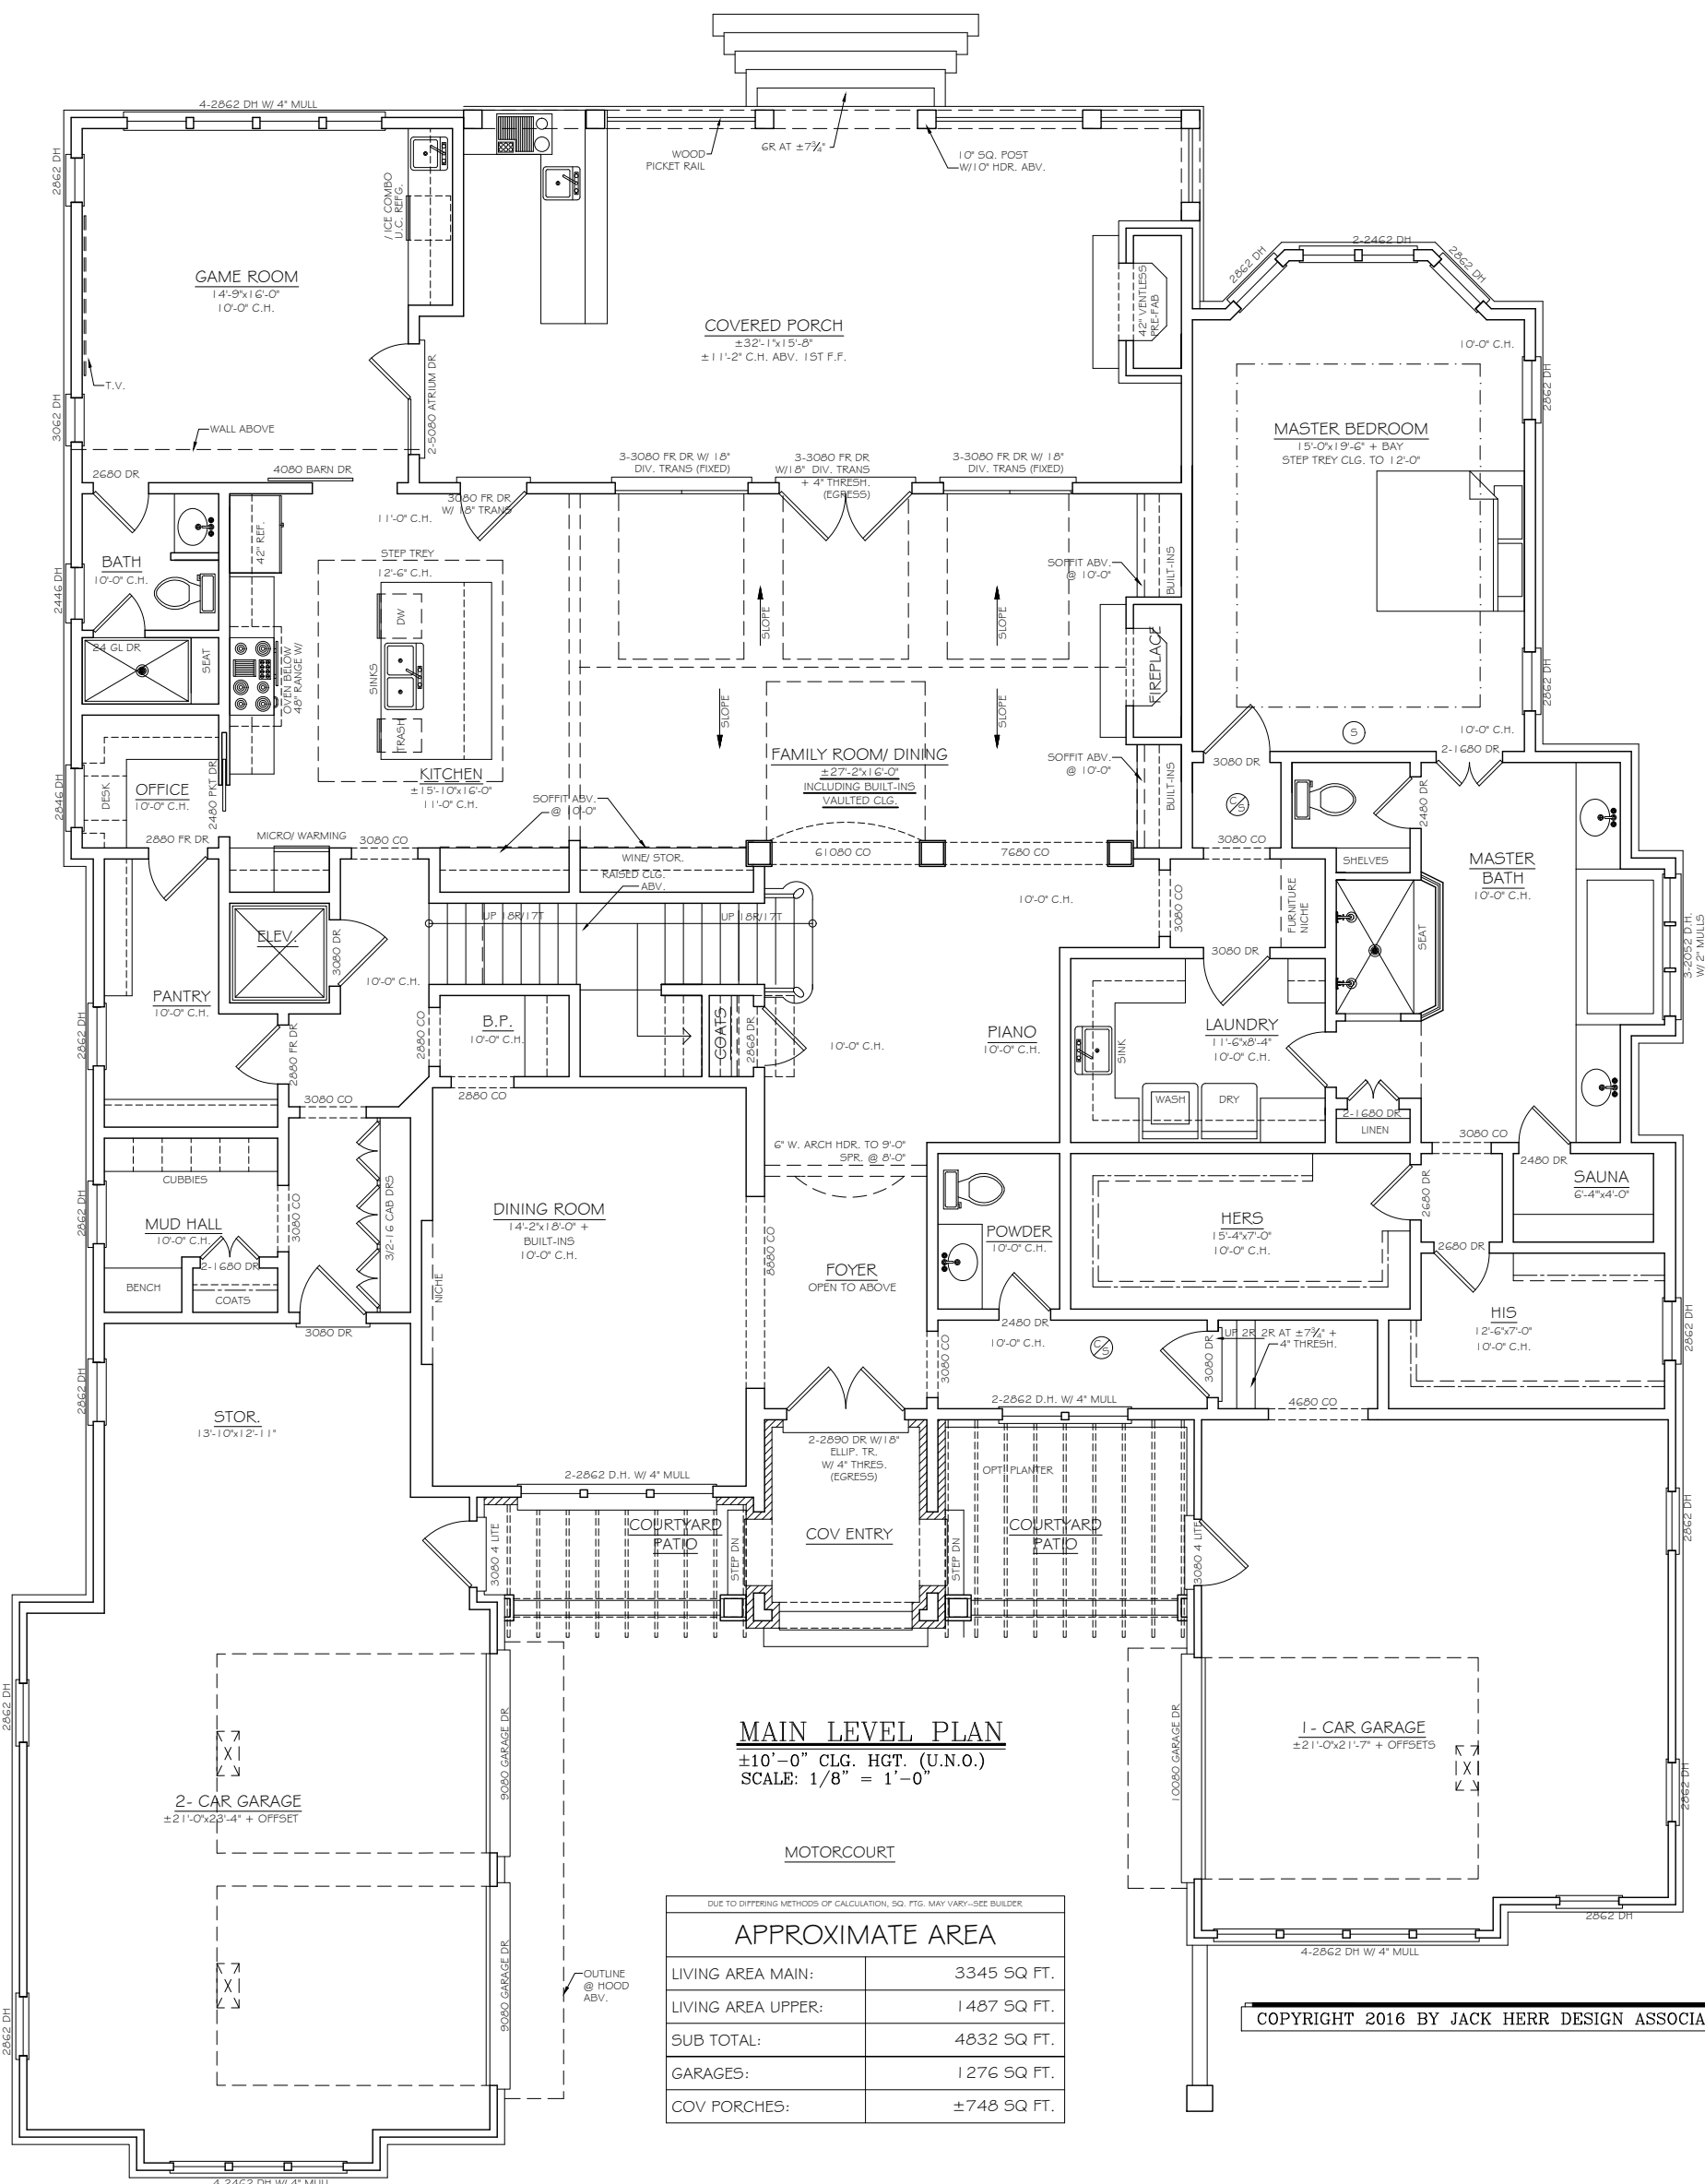 4-2862 DH W/ 4" MULL
2862 DH
WOOD
PICKET RAIL
6R AT ±7¾"
10" SQ. POST
W/10" HDR. ABV.
/ ICE COMBO
U.C. REFG.
GAME ROOM
14'-9"x16'-0"
10'-0" C.H.
T.V.
3062 DH
WALL ABOVE
2-5080 ATRIUM DR
COVERED PORCH
±32'-1"x15'-8"
±11'-2" C.H. ABV. 1ST F.F.
42" VENTLESS
PRE-FAB
2862 DH
2-2462 DH
2862 DH
10'-0" C.H.
2862 DH
MASTER BEDROOM
15'-0"x19'-6" + BAY
STEP TREY CLG. TO 12'-0"
2862 DH
10'-0" C.H.
S
2680 DR
4080 BARN DR
3080 FR DR
W/ 18" TRANS
3-3080 FR DR W/ 18"
DIV. TRANS (FIXED)
3-3080 FR DR
W/18" DIV. TRANS
+ 4" THRESH.
(EGRESS)
3-3080 FR DR W/ 18"
DIV. TRANS (FIXED)
11'-0" C.H.
42" REF.
BATH
10'-0" C.H.
2446 DH
24 GL DR
SEAT
STEP TREY
12'-6" C.H.
DW
SINKS
TRASH
OVEN BELOW
48" RANGE W/
KITCHEN
±15'-10"x16'-0"
11'-0" C.H.
SLOPE
SLOPE
SLOPE
SLOPE
SOFFIT ABV.
@ 10'-0"
BUILT-INS
FIREPLACE
SOFFIT ABV.
@ 10'-0"
BUILT-INS
FAMILY ROOM/ DINING
±27'-2"x16'-0"
INCLUDING BUILT-INS
VAULTED CLG.
2846 DH
DESK
OFFICE
10'-0" C.H.
2480 PKT DR
2880 FR DR
MICRO/ WARMING
3080 CO
SOFFIT ABV.
@ 10'-0"
WINE/ STOR.
RAISED CLG.
ABV.
61080 CO
7680 CO
3080 DR
C/S
3080 CO
2-1680 DR
2480 DR
SHELVES
MASTER
BATH
10'-0" C.H.
3-2052 D.H.
W/ 2" MULLS
SEAT
FURNITURE
NICHE
3080 CO
3080 DR
10'-0" C.H.
UP 18R/17T
UP 18R/17T
ELEV.
3080 DR
10'-0" C.H.
PANTRY
10'-0" C.H.
2862 DH
2880 FR DR
2880 CO
B.P.
10'-0" C.H.
COATS
2868 DR
10'-0" C.H.
PIANO
10'-0" C.H.
SINK
LAUNDRY
11'-6"x8'-4"
10'-0" C.H.
WASH
DRY
2-1680 DR
LINEN
3080 CO
2880 CO
3080 CO
6" W. ARCH HDR. TO 9'-0"
SPR. @ 8'-0"
2480 DR
SAUNA
6'-4"x4'-0"
CUBBIES
2862 DH
MUD HALL
10'-0" C.H.
3080 CO
2-1680 DR
BENCH
COATS
3/2-16 CAB DRS
3080 DR
NICHE
DINING ROOM
14'-2"x18'-0" +
BUILT-INS
10'-0" C.H.
8880 CO
FOYER
OPEN TO ABOVE
POWDER
10'-0" C.H.
2480 DR
HERS
15'-4"x7'-0"
10'-0" C.H.
2680 DR
2680 DR
HIS
12'-6"x7'-0"
10'-0" C.H.
2862 DH
3080 CO
10'-0" C.H.
C/S
3080 DR
UP 2R 2R AT ±7¾" +
4" THRESH.
4680 CO
2862 DH
STOR.
13'-10"x12'-11"
2-2862 D.H. W/ 4" MULL
2-2890 DR W/18"
ELLIP. TR.
W/ 4" THRES.
(EGRESS)
2-2862 D.H. W/ 4" MULL
OPT. PLANTER
3080 4 LITE
COURTYARD
PATIO
STEP DN
COV ENTRY
STEP DN
COURTYARD
PATIO
3080 4 LITE
2862 DH
2862 DH
9080 GARAGE DR
2- CAR GARAGE
±21'-0"x23'-4" + OFFSET
MAIN LEVEL PLAN
±10'-0" CLG. HGT. (U.N.O.)
SCALE: 1/8" = 1'-0"
MOTORCOURT
10080 GARAGE DR
1- CAR GARAGE
±21'-0"x21'-7" + OFFSETS
2862 DH
2862 DH
4-2862 DH W/ 4" MULL
9080 GARAGE DR
OUTLINE
@ HOOD
ABV.
2862 DH
4-2462 DH W/ 4" MULL
DUE TO DIFFERING METHODS OF CALCULATION, SQ. FTG. MAY VARY--SEE BUILDER
APPROXIMATE AREA
LIVING AREA MAIN: 3345 SQ FT.
LIVING AREA UPPER: 1487 SQ FT.
SUB TOTAL: 4832 SQ FT.
GARAGES: 1276 SQ FT.
COV PORCHES: ±748 SQ FT.
COPYRIGHT 2016 BY JACK HERR DESIGN ASSOCIA